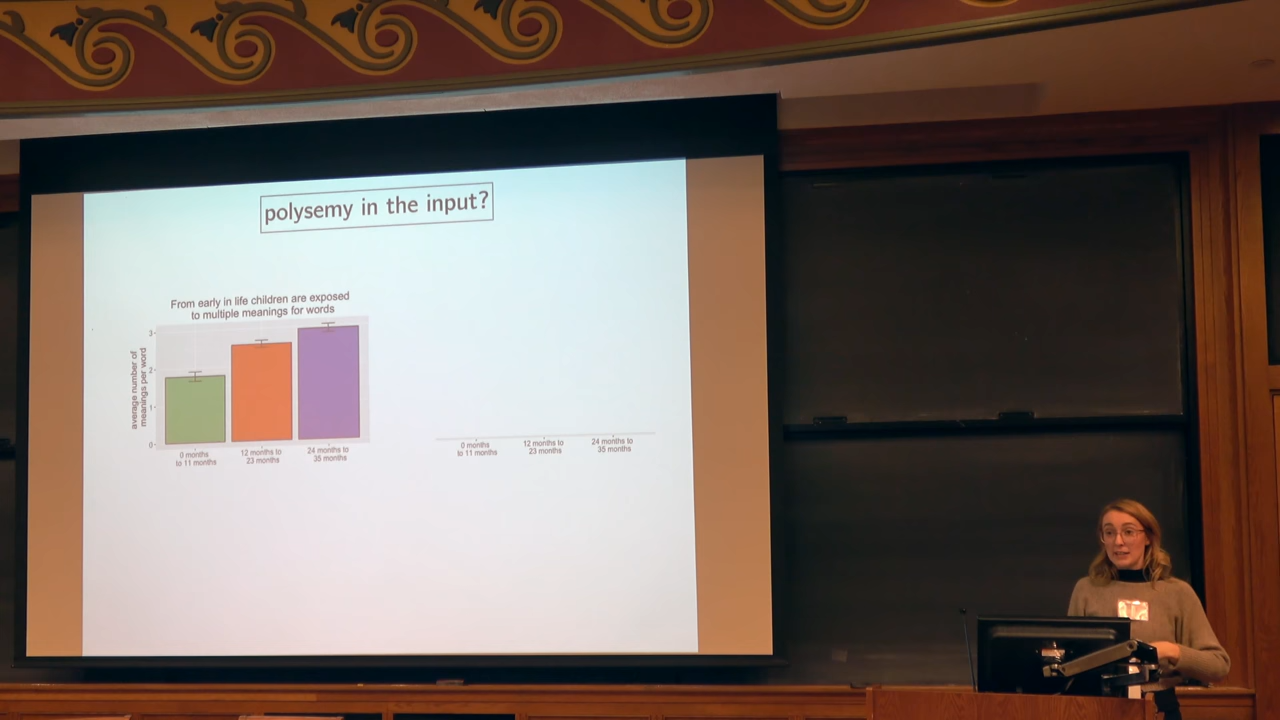 polysemy in the input?
From early in life children are exposed
to multiple meanings for words
average number of
meanings per word
3
2
1
0
0 months
to 11 months
12 months to
23 months
24 months to
35 months
0 months
to 11 months
12 months to
23 months
24 months to
35 months